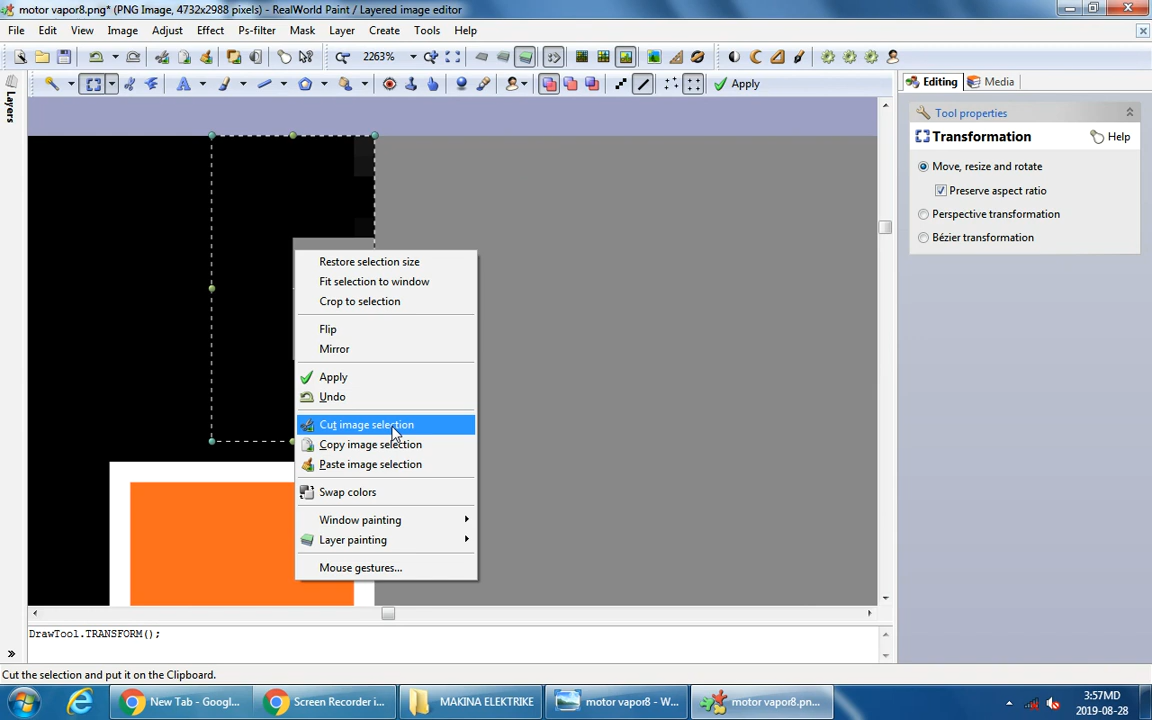 motor vapor8.png* (PNG Image, 4732x2988 pixels) - RealWorld Paint / Layered image editor
File Edit View Image Adjust Effect Ps-filter Mask Layer Create Tools Help
2263%
Apply
Editing Media
Layers
Tool properties
Transformation Help
Move, resize and rotate
Preserve aspect ratio
Perspective transformation
Bézier transformation
Restore selection size
Fit selection to window
Crop to selection
Flip
Mirror
Apply
Undo
Cut image selection
Copy image selection
Paste image selection
Swap colors
Window painting
Layer painting
Mouse gestures...
DrawTool.TRANSFORM();
Cut the selection and put it on the Clipboard.
New Tab - Googl...
Screen Recorder i...
MAKINA ELEKTRIKE
motor vapor8 - W...
motor vapor8.pn...
3:57MD
2019-08-28